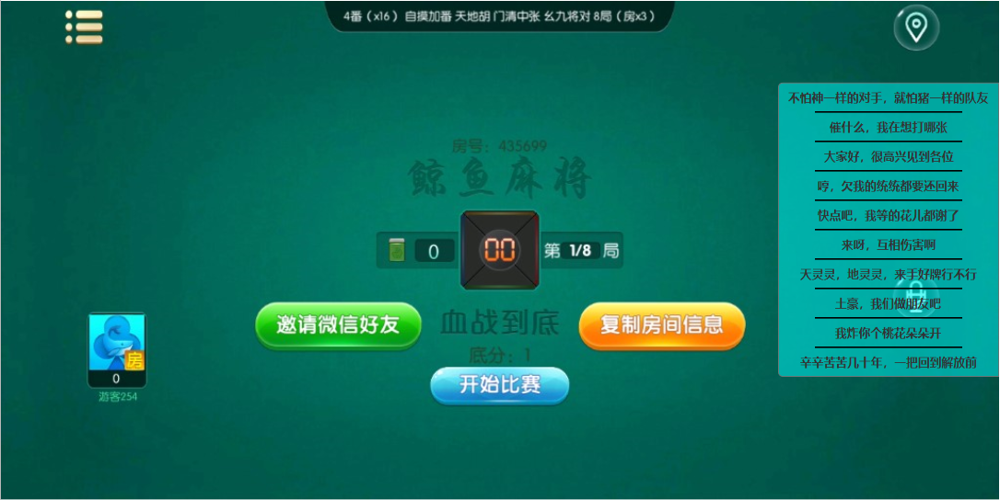 4番（x16） 自摸加番 天地胡 门清中张 幺九将对 8局（房x3）
不怕神一样的对手，就怕猪一样的队友
催什么，我在想打哪张
大家好，很高兴见到各位
哼，欠我的统统都要还回来
快点吧，我等的花儿都谢了
来呀，互相伤害啊
天灵灵，地灵灵，来手好牌行不行
土豪，我们做朋友吧
我炸你个桃花朵朵开
辛辛苦苦几十年，一把回到解放前
房号：435699
鲸鱼麻将
0 00 第 1/8 局
邀请微信好友 血战到底 复制房间信息
底分：1
开始比赛
房
0
游客254